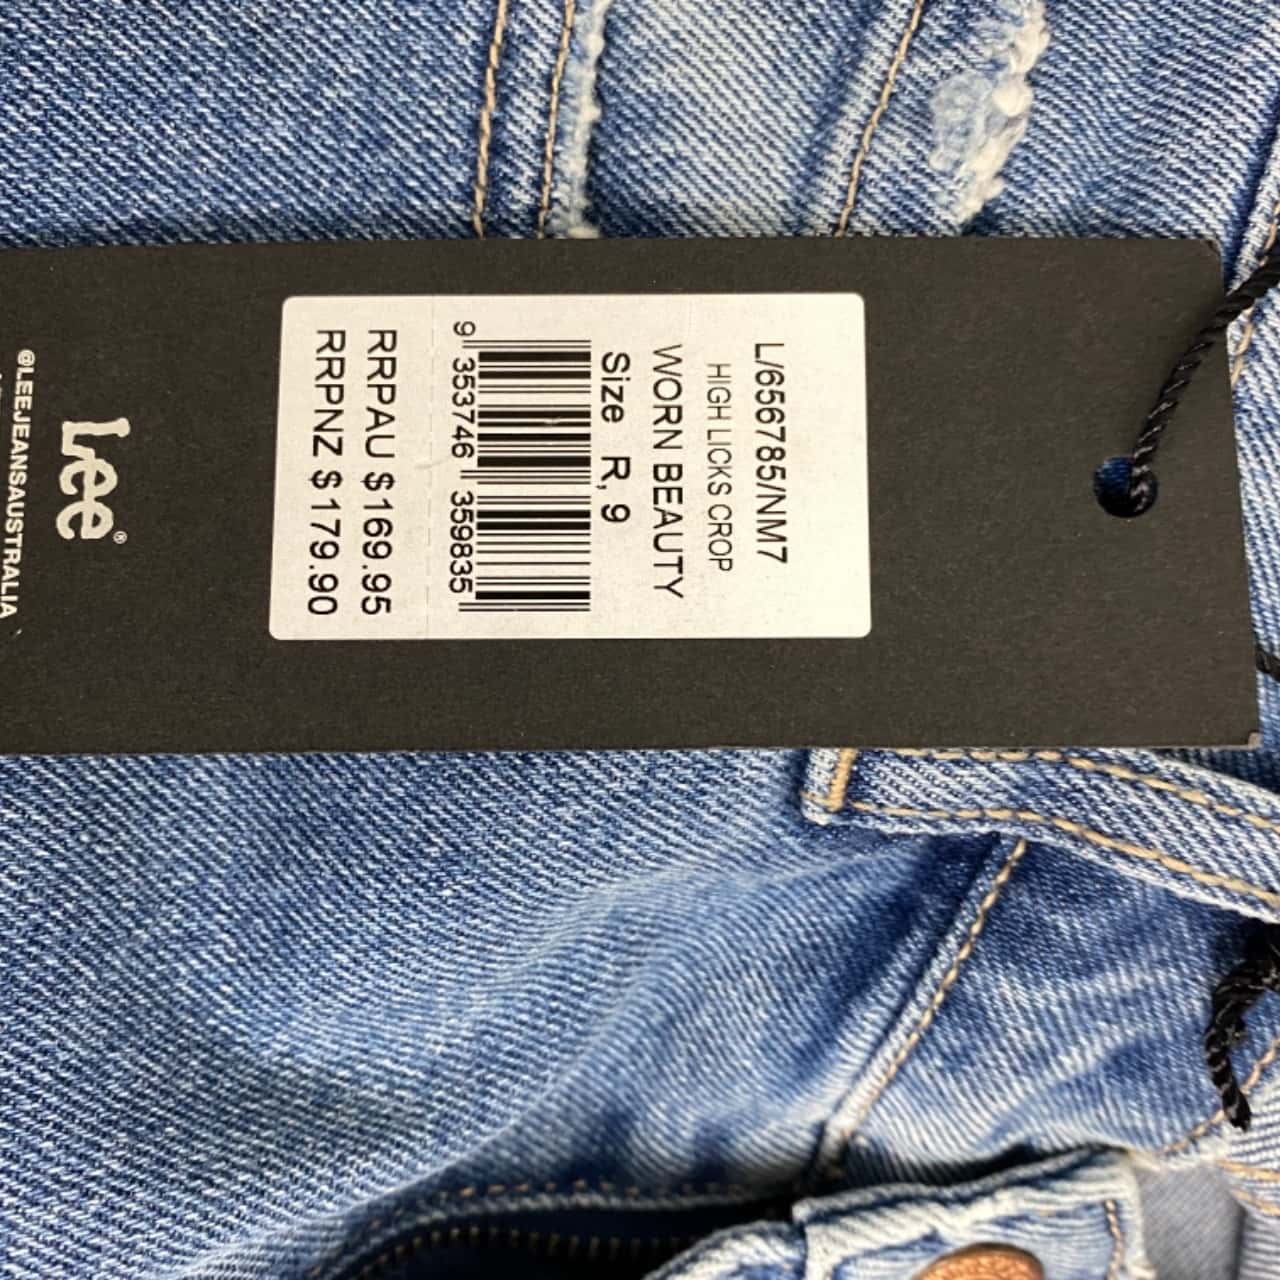 L/656785/NM7
HIGH LICKS CROP
WORN BEAUTY
Size R, 9
9 353746 359835
RRPAU $169.95
RRPNZ $179.90
Lee®
@LEEJEANSAUSTRALIA